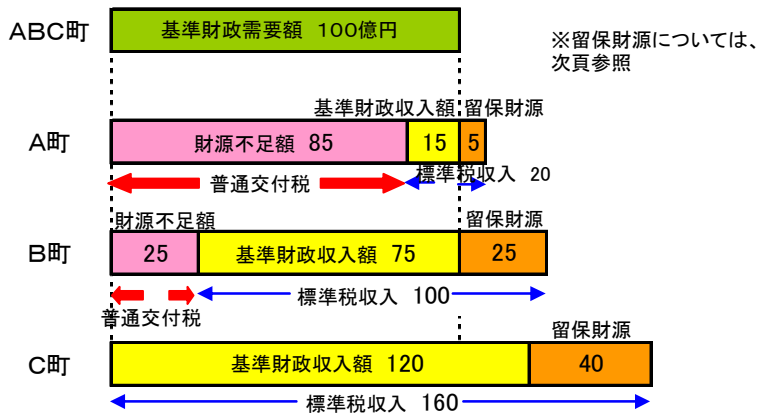 ABC町
基準財政需要額 100億円
※留保財源については、
次頁参照
基準財政収入額 留保財源
A町
財源不足額 85
15
5
普通交付税
標準税収入 20
財源不足額
留保財源
B町
25
基準財政収入額 75
25
標準税収入 100
普通交付税
留保財源
C町
基準財政収入額 120
40
標準税収入 160